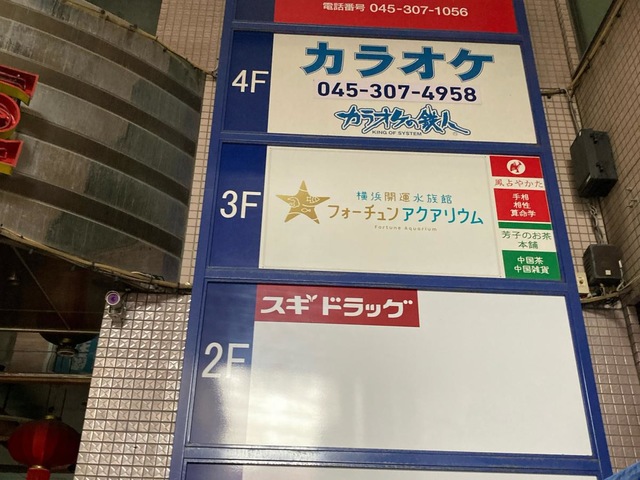 電話番号 045-307-1056
4F
カラオケ
045-307-4958
カラオケの鉄人
KING OF SYSTEM
3F
横浜開運水族館
フォーチュンアクアリウム
Fortune Aquarium
鳳占やかた
手相
相性
算命学
芳子のお茶
本舗
中国茶
中国雑貨
2F
スギドラッグ